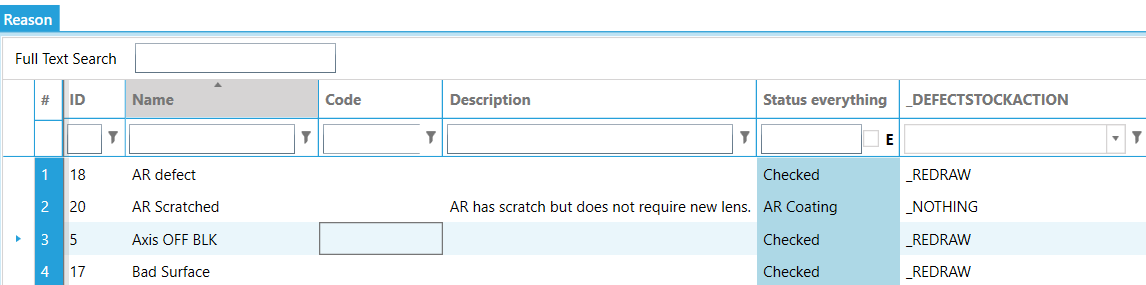 Reason
Full Text Search
# ID Name Code Description Status everything _DEFECTSTOCKACTION
E
1 18 AR defect Checked _REDRAW
2 20 AR Scratched AR has scratch but does not require new lens. AR Coating _NOTHING
3 5 Axis OFF BLK Checked _REDRAW
4 17 Bad Surface Checked _REDRAW